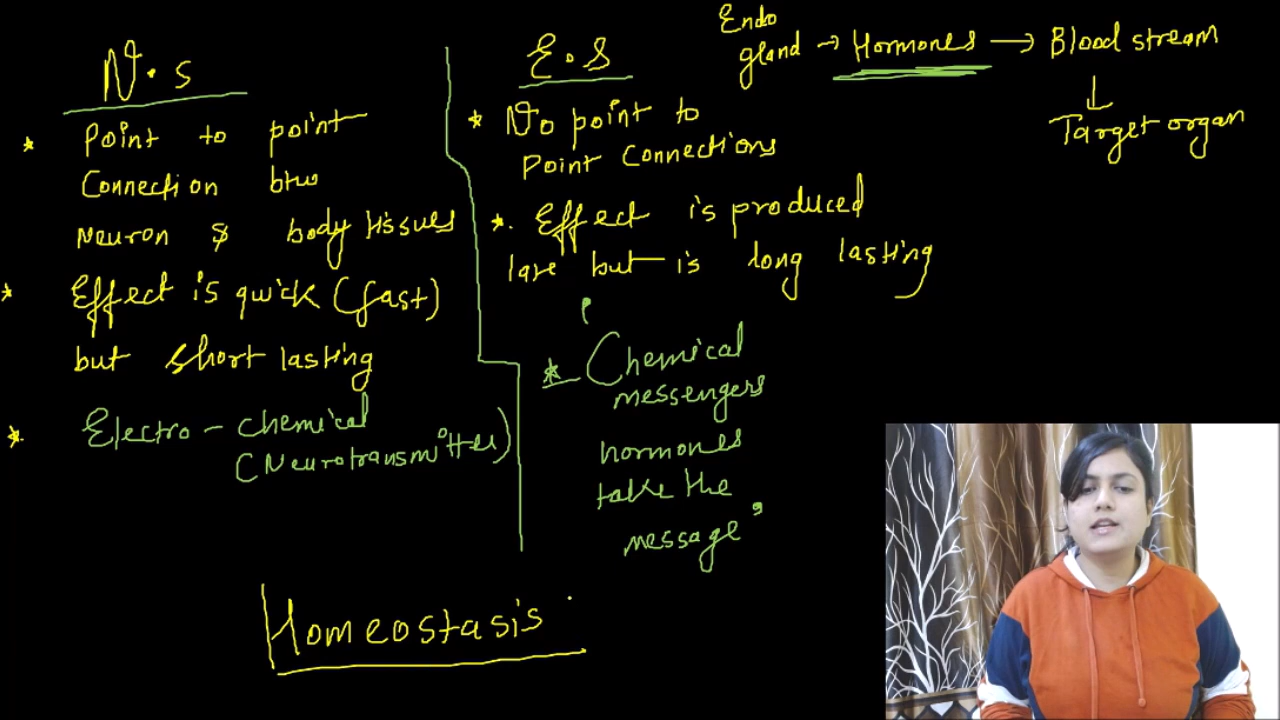 N.S
* Point to point
Connection btw
Neuron & body tissues
* Effect is quick (fast)
but short lasting
* Electro - chemical
(Neurotransmitter)
E.S
* No point to
Point Connections
*. Effect is produced
late but is long lasting
* Chemical
messengers
hormones
take the
message
Endo
gland → Hormones → Blood stream
↓
Target organ
Homeostasis